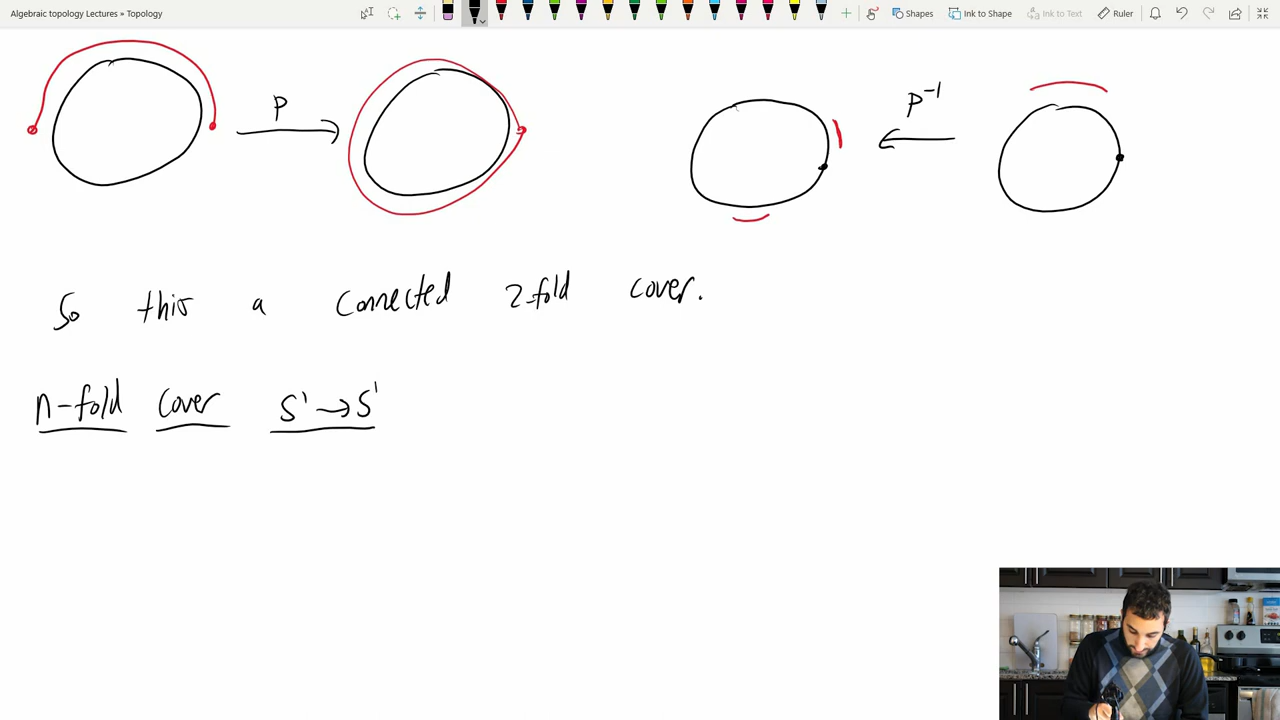 Algebraic topology Lectures » Topology
Shapes
Ink to Shape
Ink to Text
Ruler
P
P⁻¹
So this a connected 2-fold cover.
n-fold cover S¹→S¹